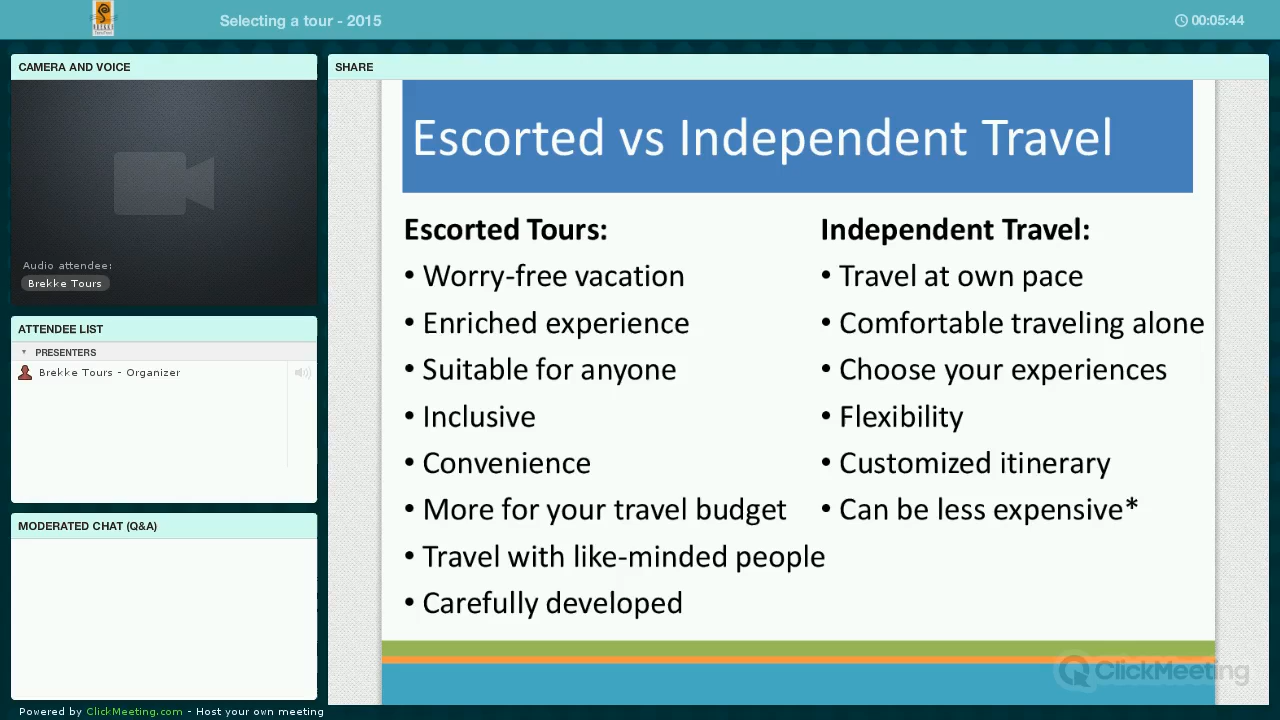 Selecting a tour - 2015
00:05:44
CAMERA AND VOICE
Audio attendee:
Brekke Tours
ATTENDEE LIST
PRESENTERS
Brekke Tours - Organizer
MODERATED CHAT (Q&A)
Powered by ClickMeeting.com - Host your own meeting
SHARE
Escorted vs Independent Travel
Escorted Tours:
• Worry-free vacation
• Enriched experience
• Suitable for anyone
• Inclusive
• Convenience
• More for your travel budget
• Travel with like-minded people
• Carefully developed
Independent Travel:
• Travel at own pace
• Comfortable traveling alone
• Choose your experiences
• Flexibility
• Customized itinerary
• Can be less expensive*
ClickMeeting